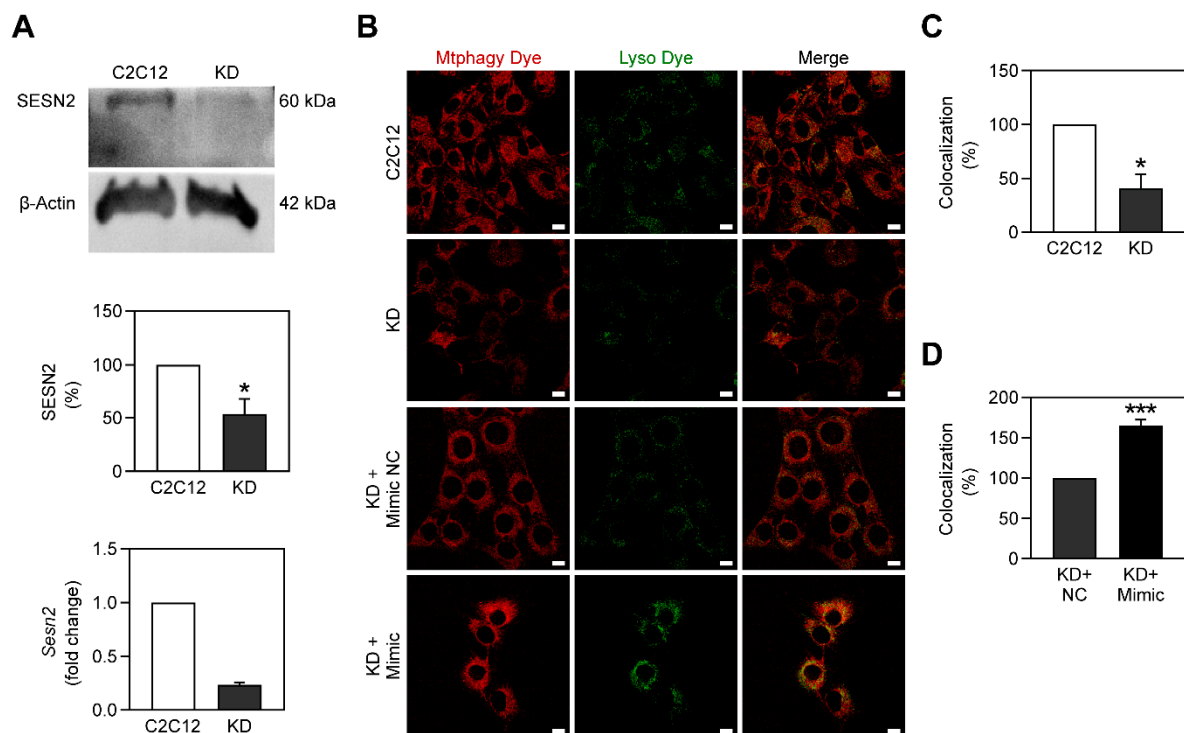 A
C2C12 KD
SESN2 60 kDa
β-Actin 42 kDa
SESN2
(%)
150
100
50
0
C2C12 KD
*
Sesn2
(fold change)
1.5
1.0
0.5
0.0
C2C12 KD
B
Mtphagy Dye Lyso Dye Merge
C2C12
KD
KD +
Mimic NC
KD +
Mimic
C
Colocalization
(%)
150
100
50
0
*
C2C12 KD
D
Colocalization
(%)
200
150
100
50
0
***
KD+ KD+
NC Mimic